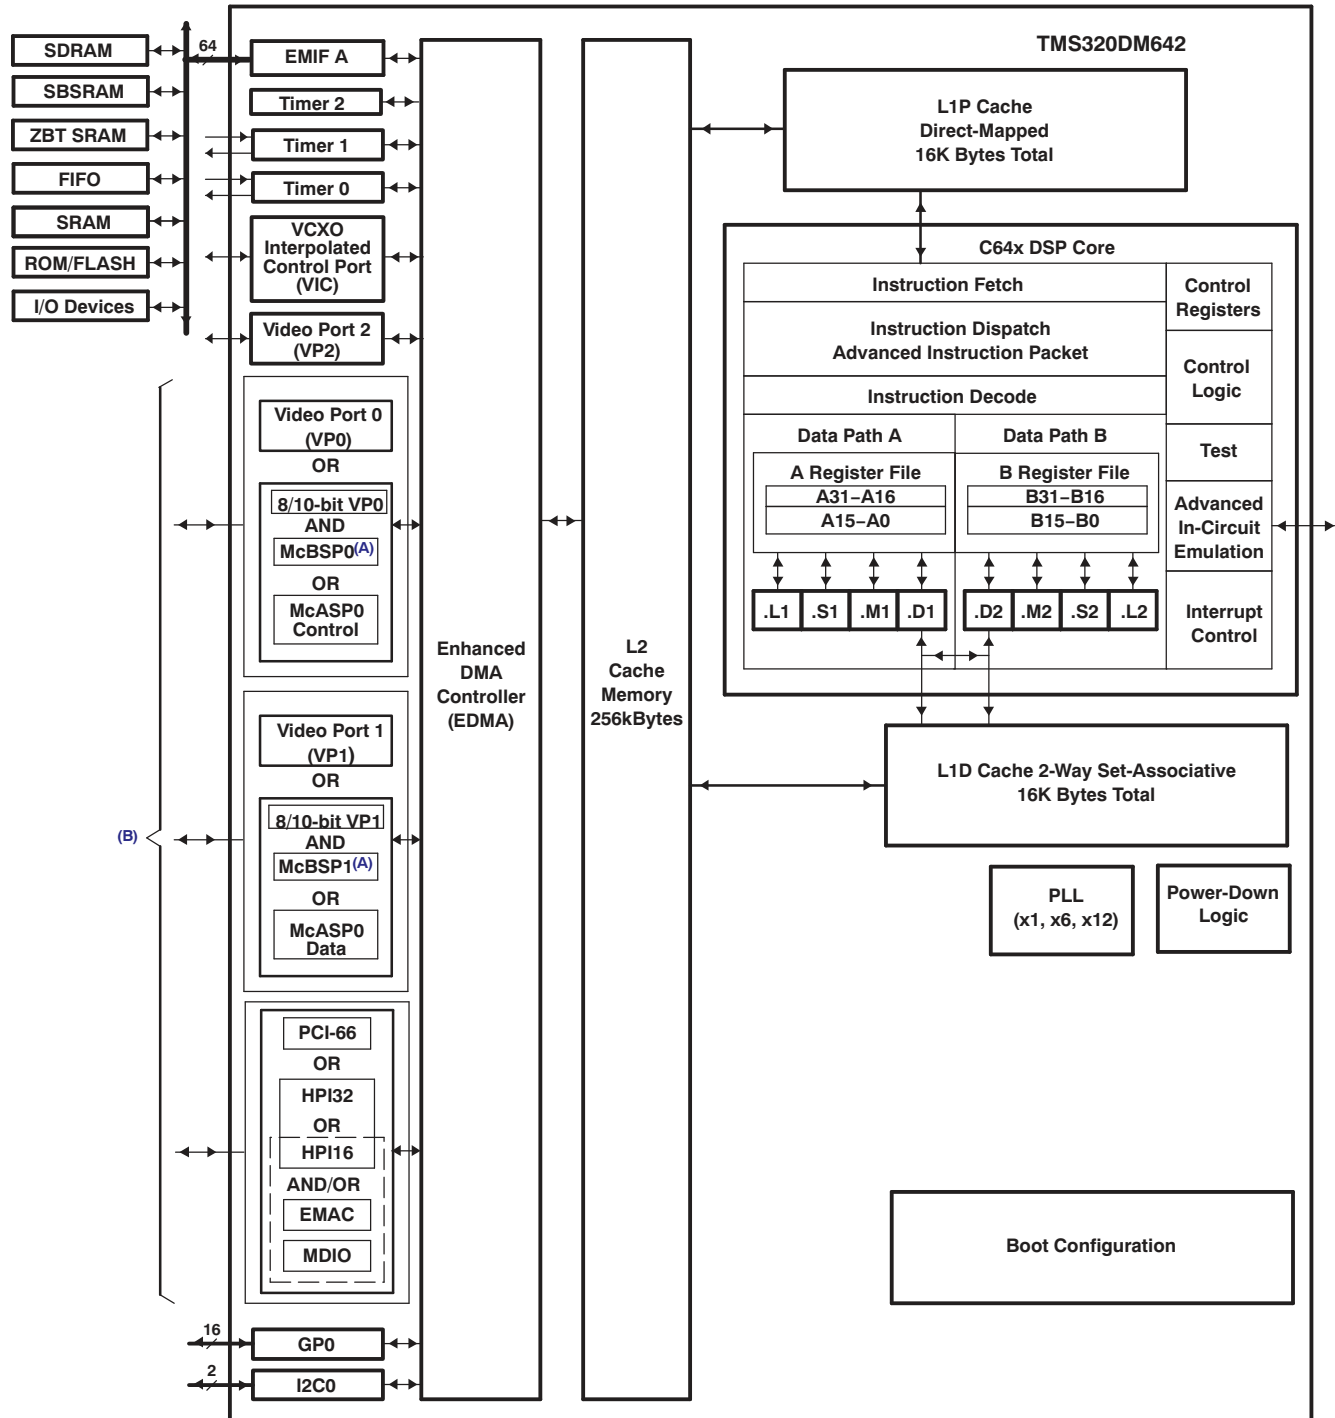 TMS320DM642
SDRAM
SBSRAM
ZBT SRAM
FIFO
SRAM
ROM/FLASH
I/O Devices
64
EMIF A
Timer 2
Timer 1
Timer 0
VCXO
Interpolated
Control Port
(VIC)
Video Port 2
(VP2)
Video Port 0
(VP0)
OR
8/10-bit VP0
AND
McBSP0(A)
OR
McASP0
Control
Video Port 1
(VP1)
OR
8/10-bit VP1
AND
McBSP1(A)
OR
McASP0
Data
(B)
PCI-66
OR
HPI32
OR
HPI16
AND/OR
EMAC
MDIO
16
GP0
2
I2C0
Enhanced
DMA
Controller
(EDMA)
L2
Cache
Memory
256kBytes
L1P Cache
Direct-Mapped
16K Bytes Total
C64x DSP Core
Instruction Fetch
Instruction Dispatch
Advanced Instruction Packet
Instruction Decode
Data Path A
Data Path B
A Register File
A31–A16
A15–A0
B Register File
B31–B16
B15–B0
.L1
.S1
.M1
.D1
.D2
.M2
.S2
.L2
Control
Registers
Control
Logic
Test
Advanced
In-Circuit
Emulation
Interrupt
Control
L1D Cache 2-Way Set-Associative
16K Bytes Total
PLL
(x1, x6, x12)
Power-Down
Logic
Boot Configuration